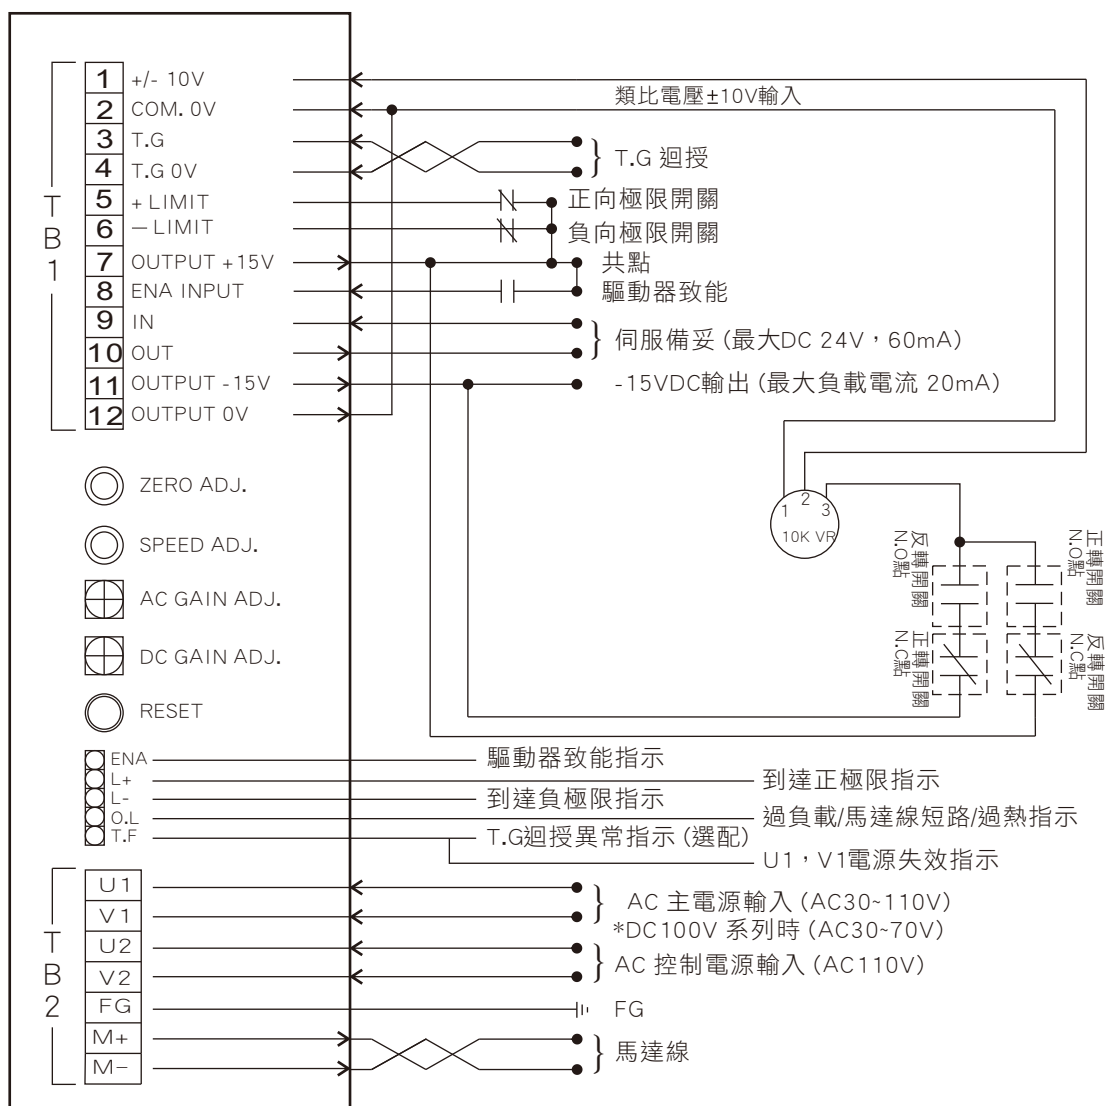 TB1
1 +/- 10V
類比電壓±10V輸入
2 COM. 0V
3 T.G
4 T.G 0V
T.G 迴授
5 + LIMIT
正向極限開關
6 — LIMIT
負向極限開關
7 OUTPUT +15V
共點
8 ENA INPUT
驅動器致能
9 IN
10 OUT
伺服備妥 (最大DC 24V，60mA)
11 OUTPUT -15V
-15VDC輸出 (最大負載電流 20mA)
12 OUTPUT 0V
ZERO ADJ.
SPEED ADJ.
AC GAIN ADJ.
DC GAIN ADJ.
RESET
1 2 3
10K VR
反轉開關
N.O點
正轉開關
N.O點
正轉開關
N.C點
反轉開關
N.C點
ENA
驅動器致能指示
L+
到達正極限指示
L-
到達負極限指示
O.L
過負載/馬達線短路/過熱指示
T.F
T.G迴授異常指示 (選配)
U1，V1電源失效指示
TB2
U1
V1
AC 主電源輸入 (AC30~110V)
*DC100V 系列時 (AC30~70V)
U2
V2
AC 控制電源輸入 (AC110V)
FG
FG
M+
M−
馬達線